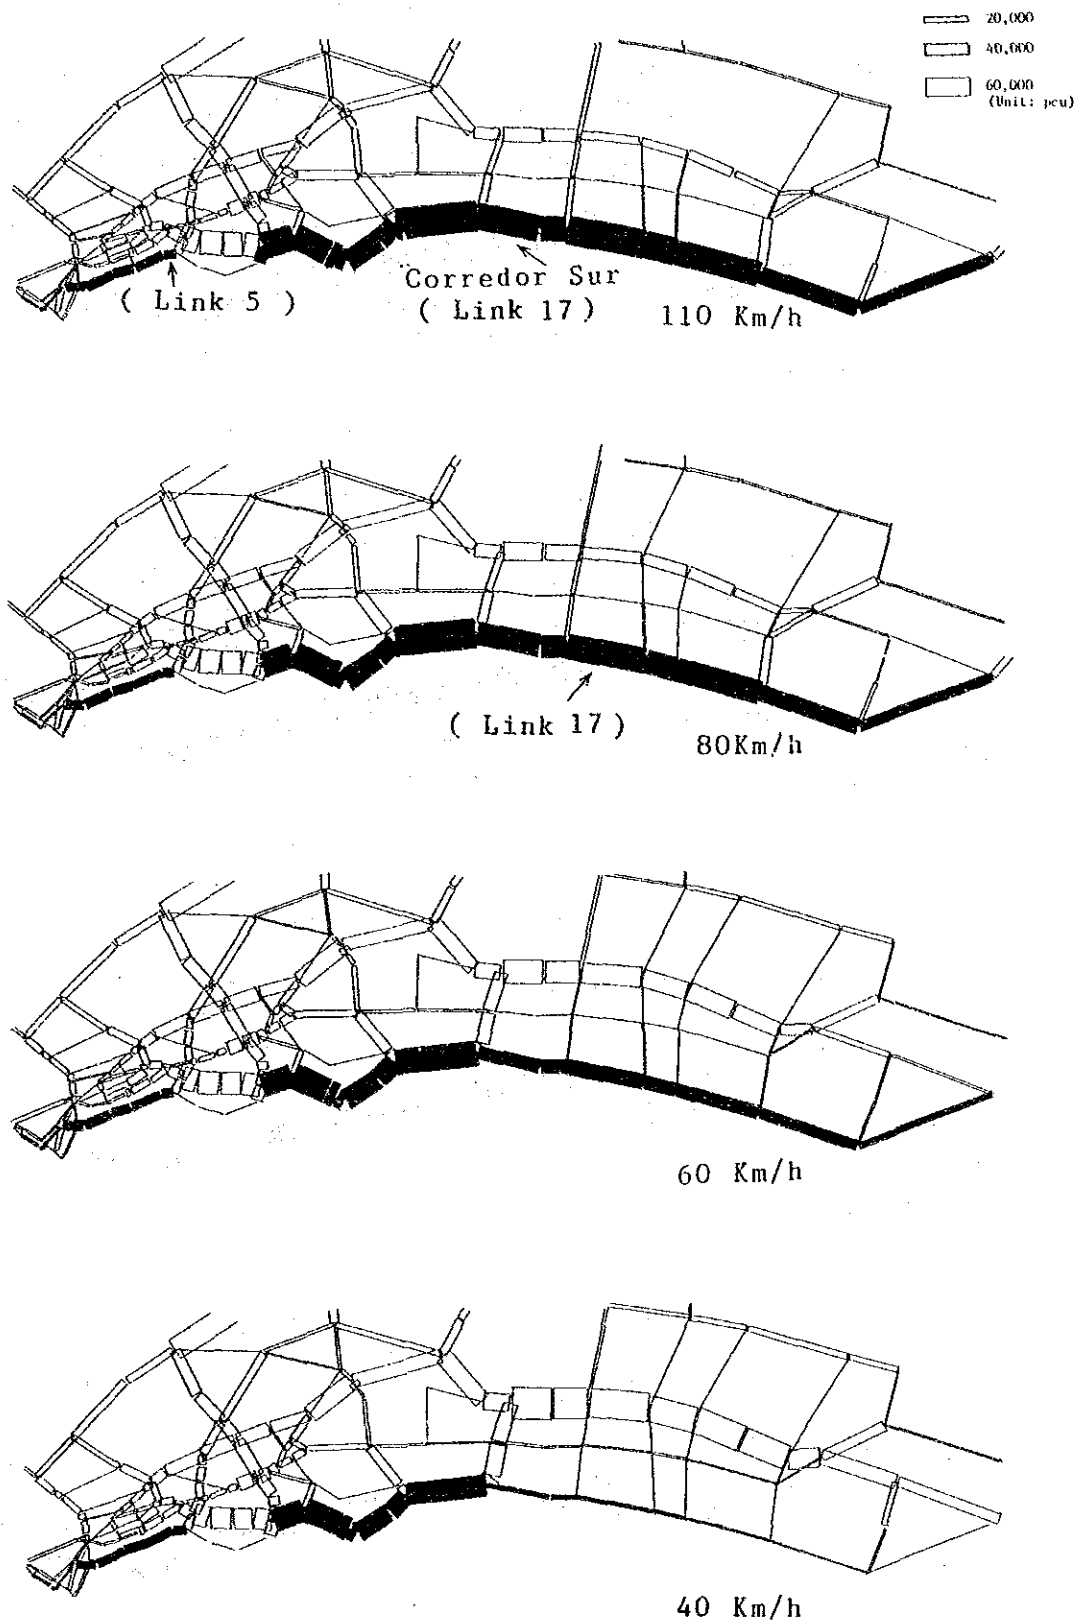 20,000
40,000
60,000
(Unit: pcu)
Corredor Sur
( Link 5 )
( Link 17 )
110 Km/h
( Link 17 )
80Km/h
60 Km/h
40 Km/h